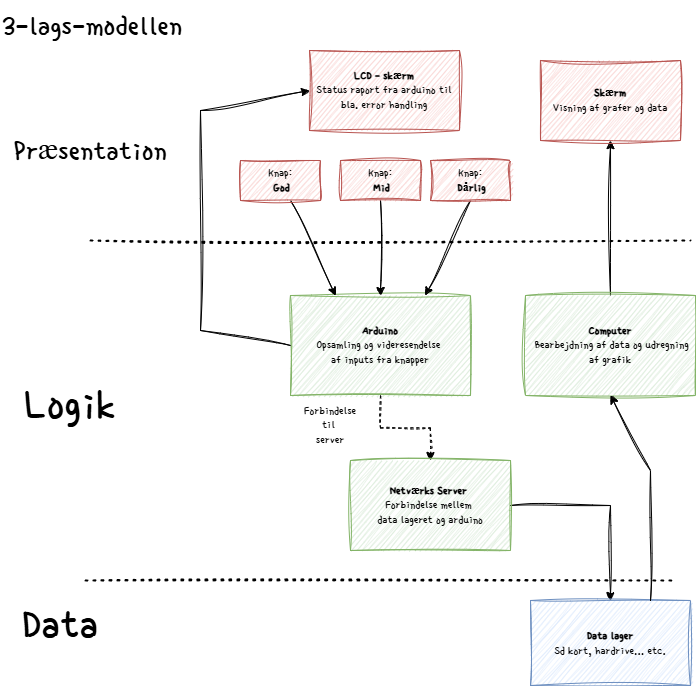 3-lags-modellen
LCD - skærm
Status raport fra arduino til
bla. error handling
Skærm
Visning af grafer og data
Præsentation
Knap:
God
Knap:
Mid
Knap:
Dårlig
Arduino
Opsamling og videresendelse
af inputs fra knapper
Computer
Bearbejdning af data og udregning
af grafik
Logik
Forbindelse
til
server
Netværks Server
Forbindelse mellem
data lageret og arduino
Data
Data lager
Sd kort, hardrive... etc.